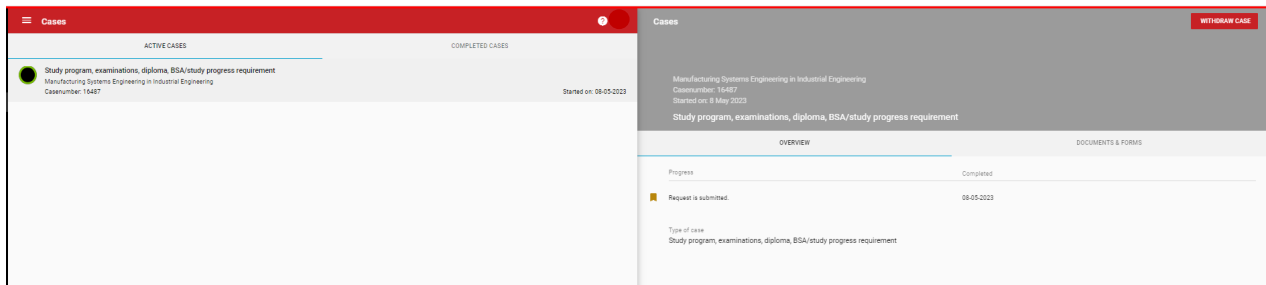 Cases
ACTIVE CASES
COMPLETED CASES
Study program, examinations, diploma, BSA/study progress requirement
Manufacturing Systems Engineering in Industrial Engineering
Casenumber: 16487
Started on: 08-05-2023
Cases
WITHDRAW CASE
Manufacturing Systems Engineering in Industrial Engineering
Casenumber: 16487
Started on: 8 May 2023
Study program, examinations, diploma, BSA/study progress requirement
OVERVIEW
DOCUMENTS & FORMS
Progress
Completed
Request is submitted.
08-05-2023
Type of case
Study program, examinations, diploma, BSA/study progress requirement